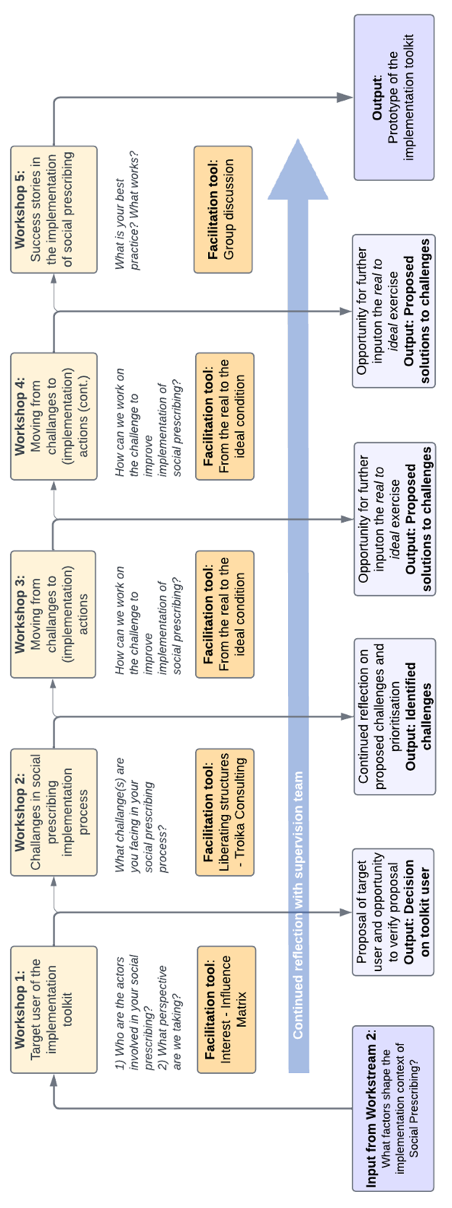 Workshop 1:
Target user of the
implementation
toolkit
1) Who are the actors
involved in your social
prescribing?
2) What perspective
are we taking?
Facilitation tool:
Interest - Influence
Matrix
Workshop 2:
Challanges in social
prescribing
implementation
process
What challange(s) are
you facing in your
social prescribing
process?
Facilitation tool:
Liberating structures
- Troika Consulting
Workshop 3:
Moving from
challanges to
(implementation)
actions
How can we work on
the challenge to
improve
implementation of
social prescribing?
Facilitation tool:
From the real to the
ideal condition
Workshop 4:
Moving from
challanges to
(implementation)
actions (cont.)
How can we work on
the challenge to
improve
implementation of
social prescribing?
Facilitation tool:
From the real to the
ideal condition
Workshop 5:
Success stories in
the implementation
of social prescribing
What is your best
practice? What works?
Facilitation tool:
Group discussion
Continued reflection with supervision team
Input from Workstream 2:
What factors shape the
implementation context of
Social Prescribing?
Proposal of target
user and opportunity
to verify proposal
Output: Decision
on toolkit user
Continued reflection on
proposed challenges and
prioritisation
Output: Identified
challenges
Opportunity for further
inputon the real to
ideal exercise
Output: Proposed
solutions to challenges
Opportunity for further
inputon the real to
ideal exercise
Output: Proposed
solutions to challenges
Output:
Prototype of the
implementation toolkit